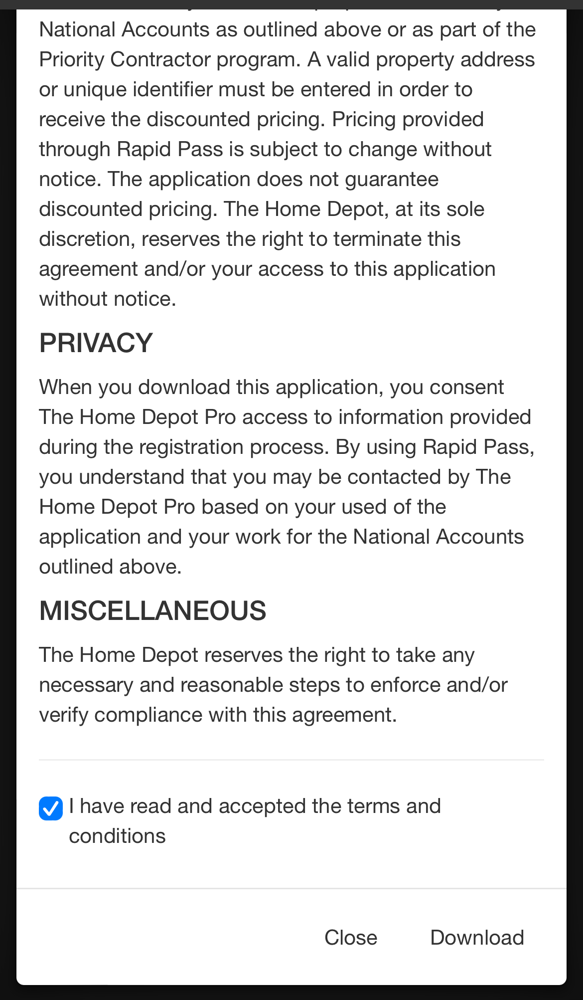 National Accounts as outlined above or as part of the
Priority Contractor program. A valid property address
or unique identifier must be entered in order to
receive the discounted pricing. Pricing provided
through Rapid Pass is subject to change without
notice. The application does not guarantee
discounted pricing. The Home Depot, at its sole
discretion, reserves the right to terminate this
agreement and/or your access to this application
without notice.
PRIVACY
When you download this application, you consent
The Home Depot Pro access to information provided
during the registration process. By using Rapid Pass,
you understand that you may be contacted by The
Home Depot Pro based on your used of the
application and your work for the National Accounts
outlined above.
MISCELLANEOUS
The Home Depot reserves the right to take any
necessary and reasonable steps to enforce and/or
verify compliance with this agreement.
I have read and accepted the terms and
conditions
Close Download